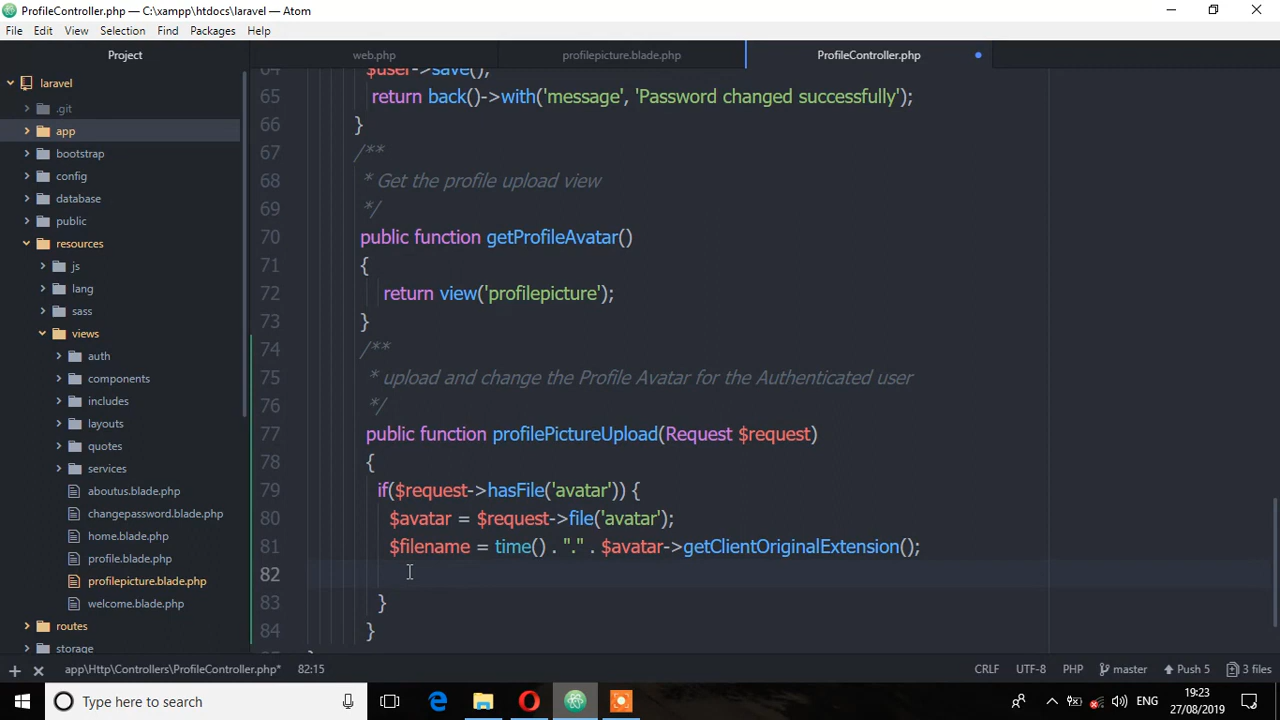 ProfileController.php — C:\xampp\htdocs\laravel — Atom
File Edit View Selection Find Packages Help
Project
web.php
profilepicture.blade.php
ProfileController.php
laravel
.git
app
bootstrap
config
database
public
resources
js
lang
sass
views
auth
components
includes
layouts
quotes
services
aboutus.blade.php
changepassword.blade.php
home.blade.php
profile.blade.php
profilepicture.blade.php
welcome.blade.php
routes
storage
64 $user->save();
65 return back()->with('message', 'Password changed successfully');
66 }
67 /**
68 * Get the profile upload view
69 */
70 public function getProfileAvatar()
71 {
72 return view('profilepicture');
73 }
74 /**
75 * upload and change the Profile Avatar for the Authenticated user
76 */
77 public function profilePictureUpload(Request $request)
78 {
79 if($request->hasFile('avatar')) {
80 $avatar = $request->file('avatar');
81 $filename = time() . "." . $avatar->getClientOriginalExtension();
82
83 }
84 }
app\Http\Controllers\ProfileController.php* 82:15 CRLF UTF-8 PHP master Push 5 3 files
Type here to search
ENG
19:23
27/08/2019